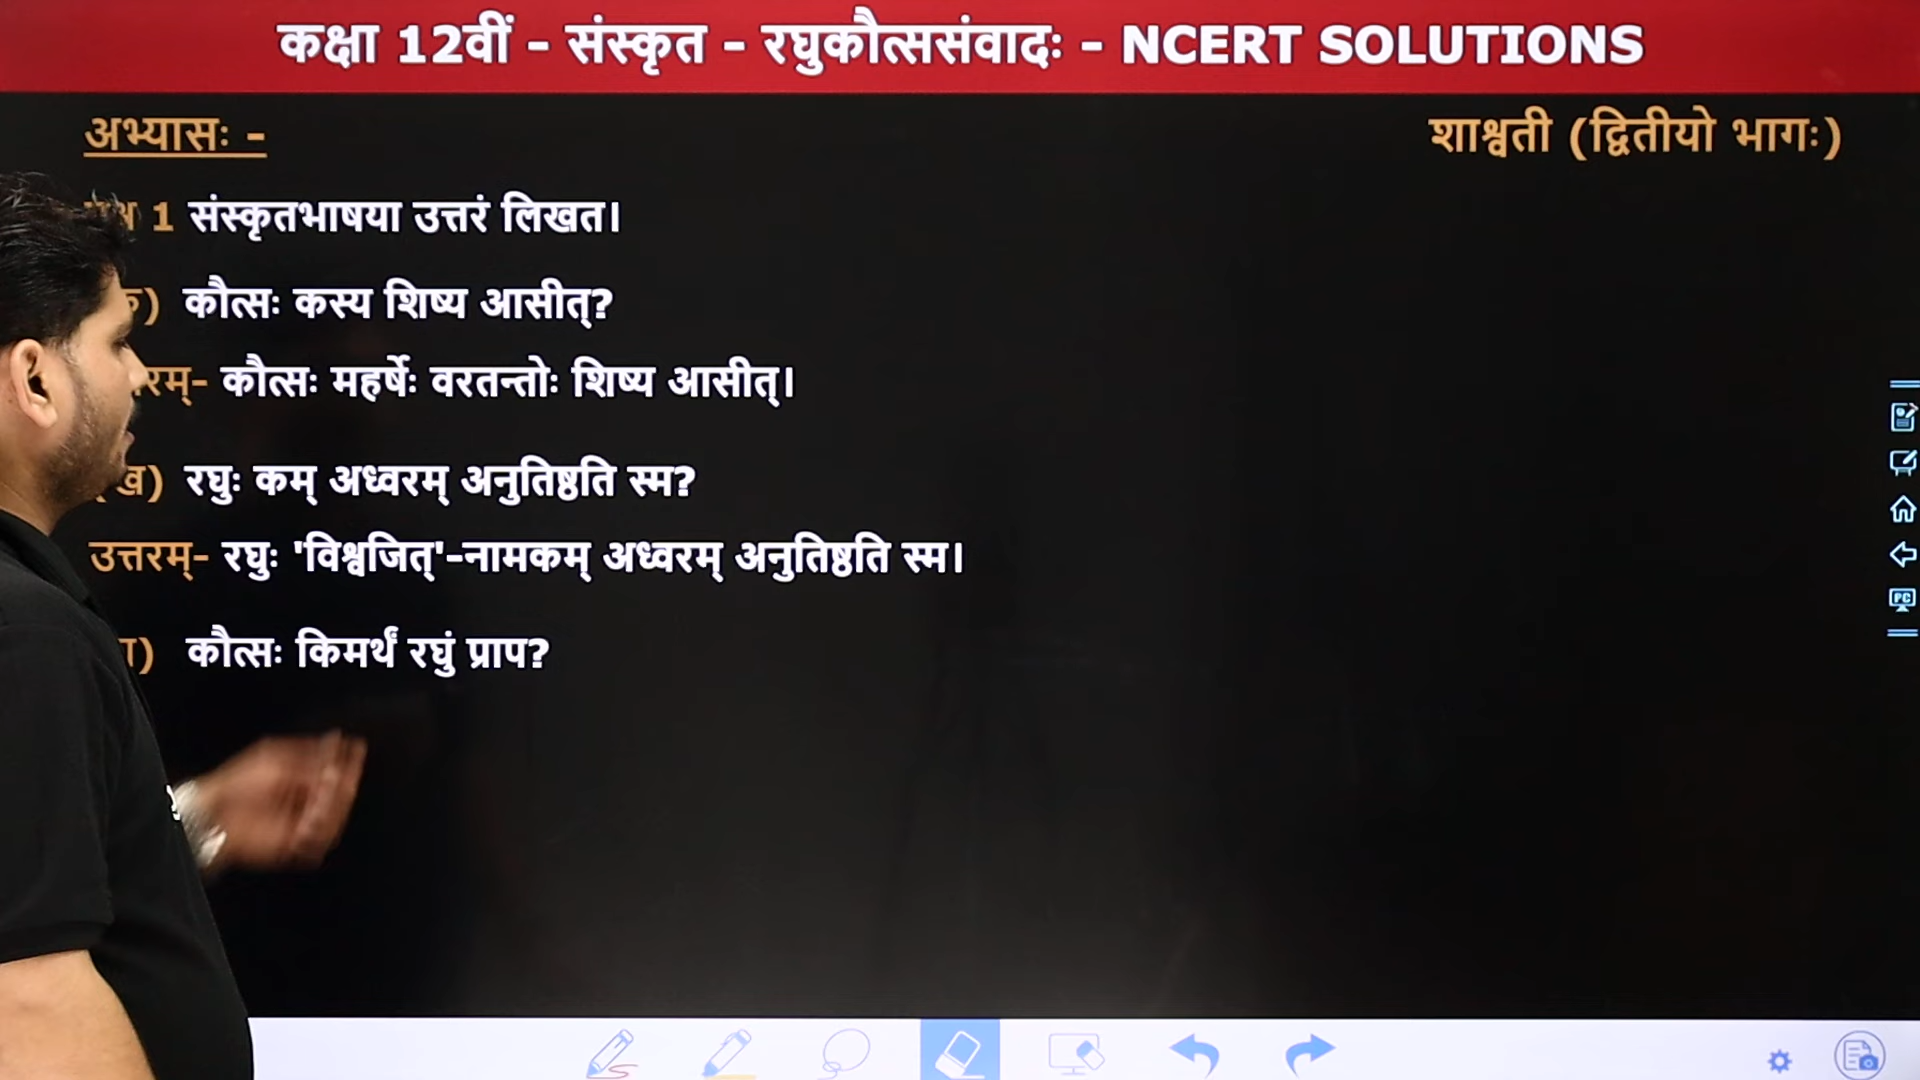 कक्षा 12वीं - संस्कृत - रघुकौत्ससंवादः - NCERT SOLUTIONS
अभ्यासः -
शाश्वती (द्वितीयो भागः)
1 संस्कृतभाषया उत्तरं लिखत।
कौत्सः कस्य शिष्य आसीत्?
कौत्सः महर्षेः वरतन्तोः शिष्य आसीत्।
ख) रघुः कम् अध्वरम् अनुतिष्ठति स्म?
उत्तरम्- रघुः 'विश्वजित्'-नामकम् अध्वरम् अनुतिष्ठति स्म।
कौत्सः किमर्थं रघुं प्राप?
PC